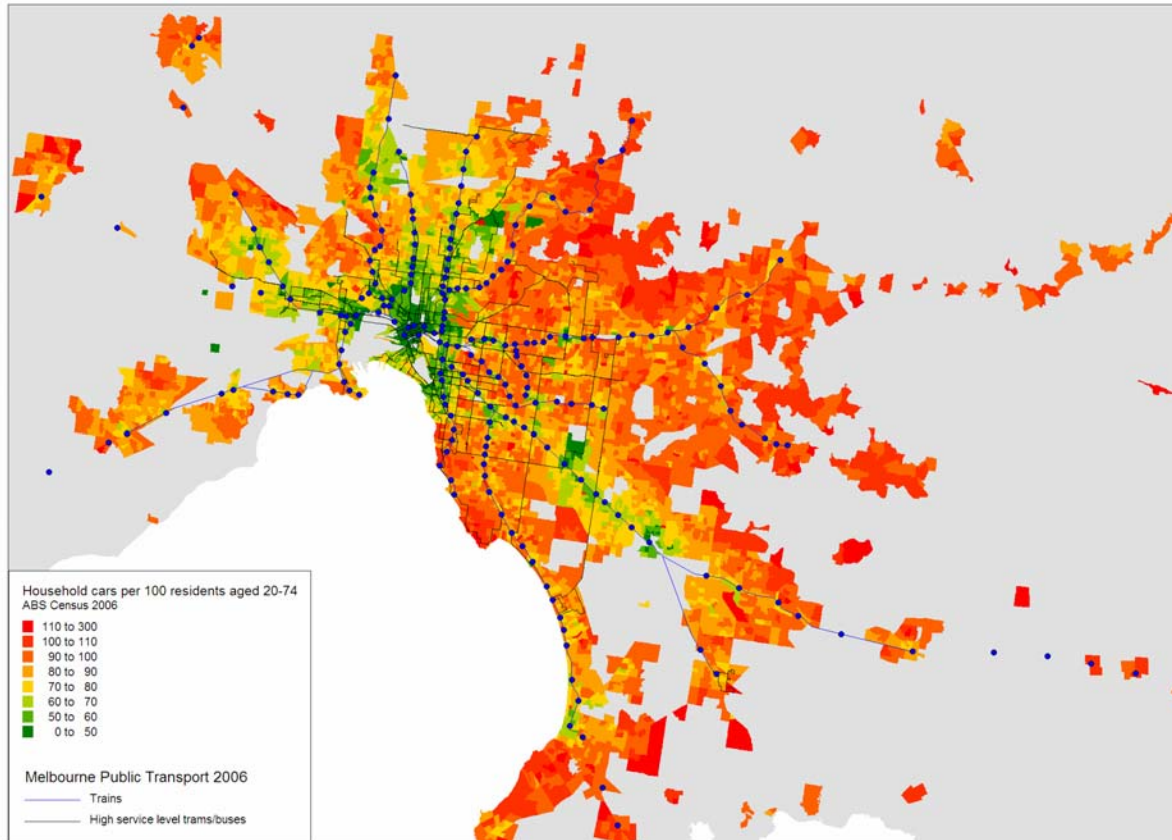 Household cars per 100 residents aged 20-74
ABS Census 2006
110 to 300
100 to 110
90 to 100
80 to 90
70 to 80
60 to 70
50 to 60
0 to 50
Melbourne Public Transport 2006
Trains
High service level trams/buses